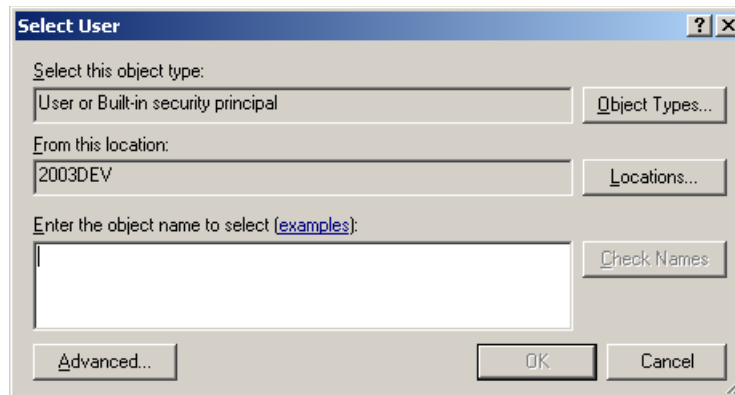 Select User
Select this object type:
User or Built-in security principal
Object Types...
From this location:
2003DEV
Locations...
Enter the object name to select (examples):
Check Names
Advanced...
OK
Cancel